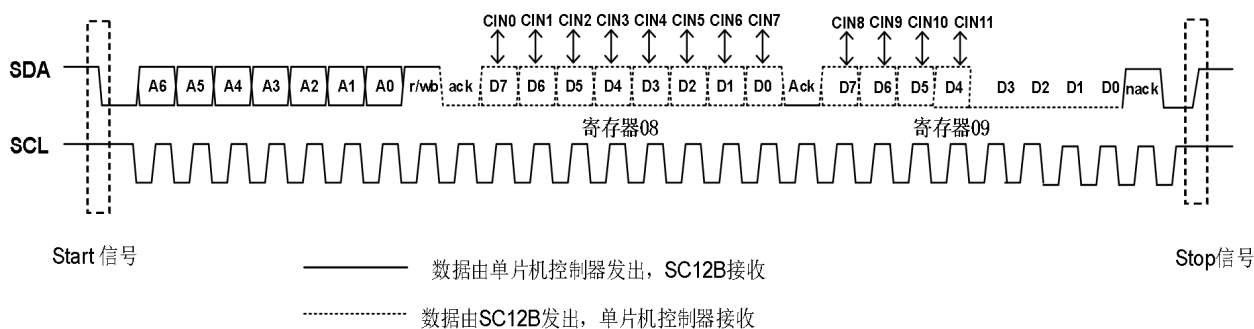 CIN0 CIN1 CIN2 CIN3 CIN4 CIN5 CIN6 CIN7 CIN8 CIN9 CIN10 CIN11
SDA A6 A5 A4 A3 A2 A1 A0 r/wb ack D7 D6 D5 D4 D3 D2 D1 D0 Ack D7 D6 D5 D4 D3 D2 D1 D0 nack
寄存器08 寄存器09
SCL
Start 信号 Stop信号
数据由单片机控制器发出，SC12B接收
数据由SC12B发出，单片机控制器接收